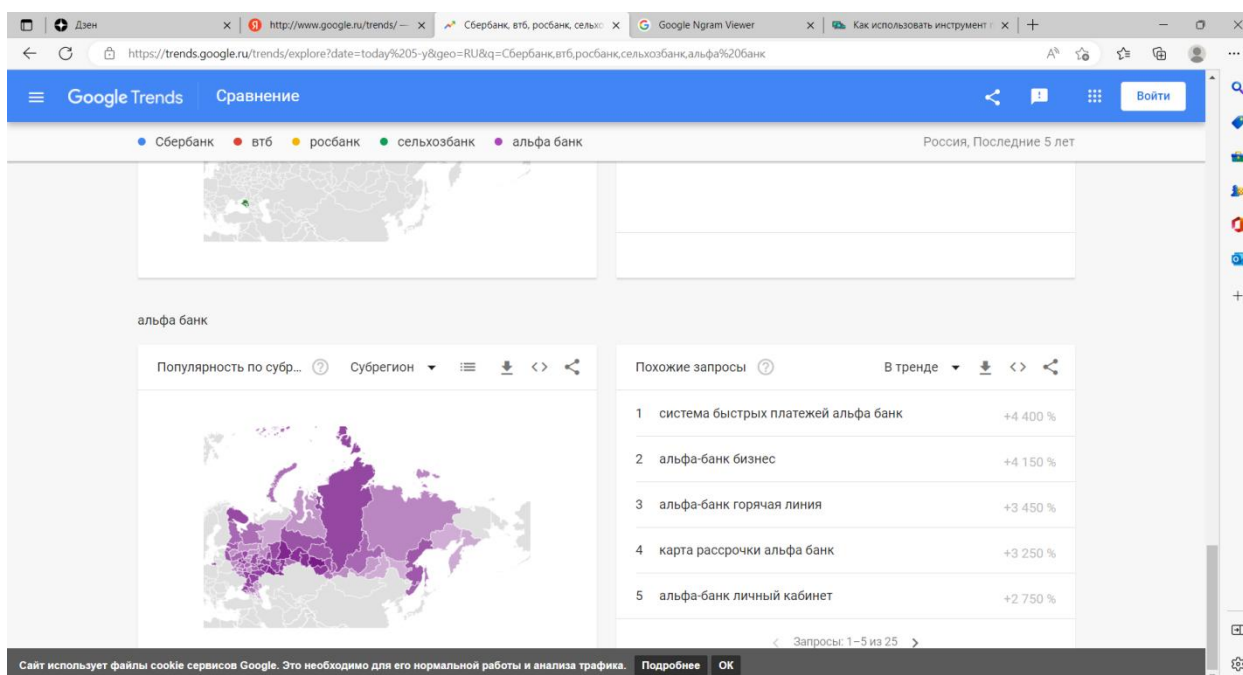 Дзен
http://www.google.ru/trends/ —
Сбербанк, втб, росбанк, сельхо
Google Ngram Viewer
Как использовать инструмент
https://trends.google.ru/trends/explore?date=today%205-y&geo=RU&q=Сбербанк,втб,росбанк,сельхозбанк,альфа%20банк
Google Trends Сравнение
Войти
Сбербанк втб росбанк сельхозбанк альфа банк
Россия, Последние 5 лет
альфа банк
Популярность по субр... Субрегион
Похожие запросы В тренде
1 система быстрых платежей альфа банк +4 400 %
2 альфа-банк бизнес +4 150 %
3 альфа-банк горячая линия +3 450 %
4 карта рассрочки альфа банк +3 250 %
5 альфа-банк личный кабинет +2 750 %
Запросы: 1–5 из 25
Сайт использует файлы cookie сервисов Google. Это необходимо для его нормальной работы и анализа трафика. Подробнее ОК